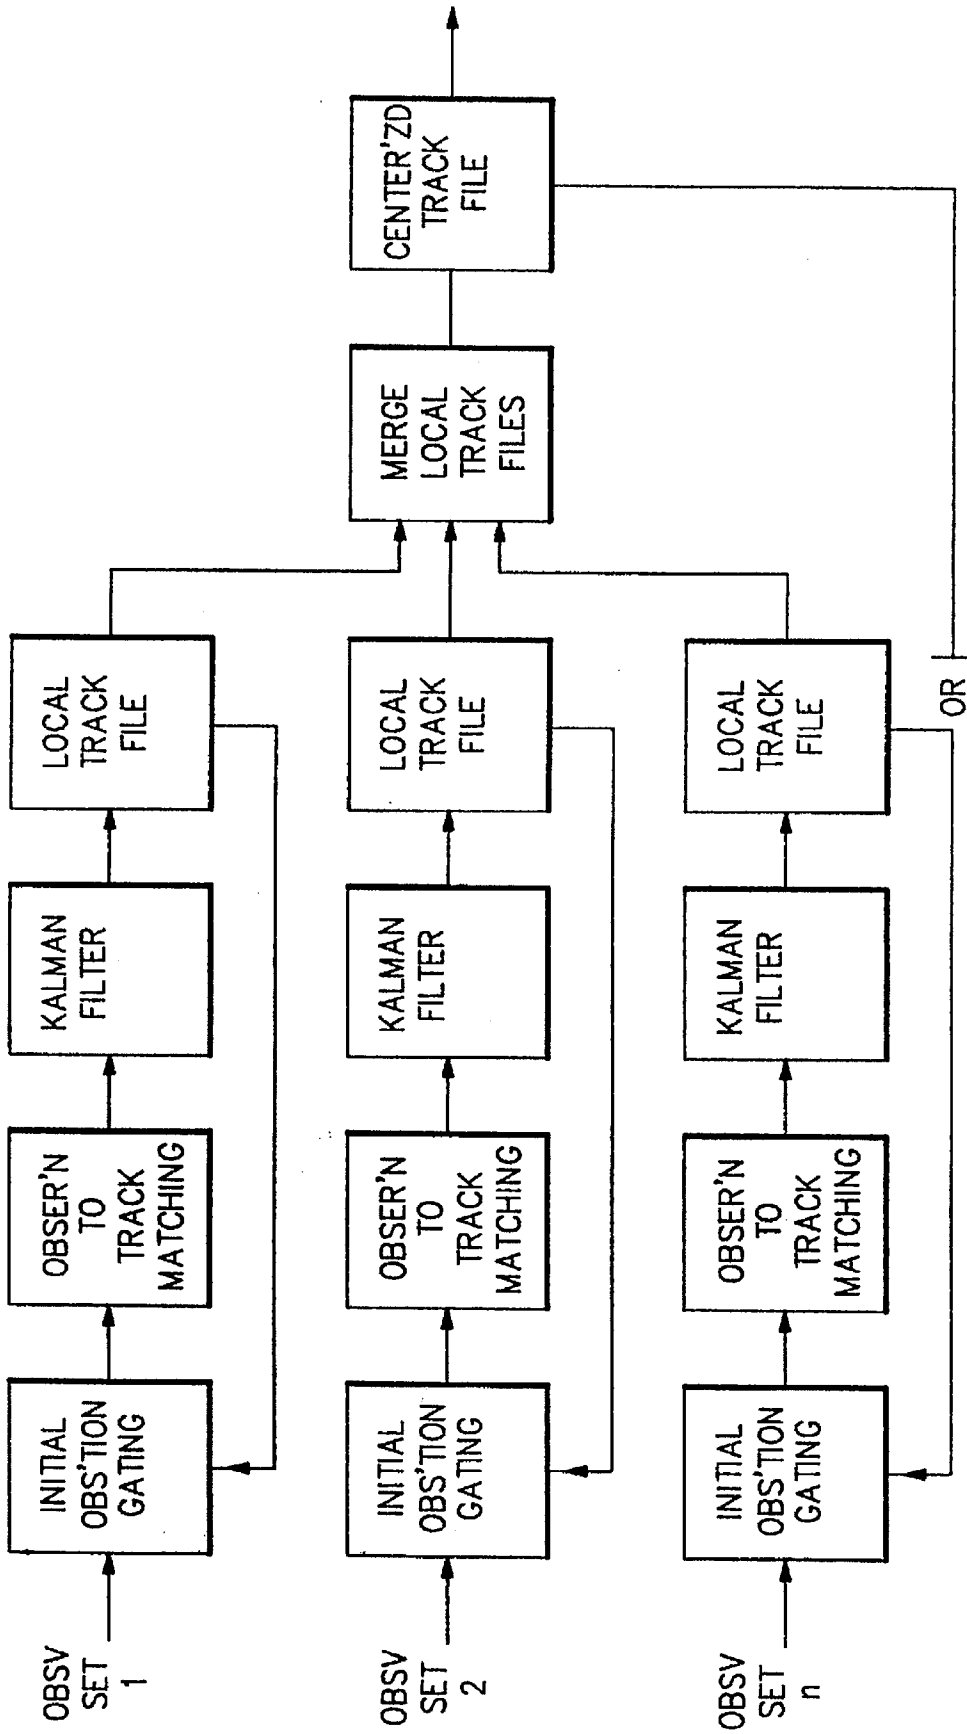 OBSV
SET
1
INITIAL
OBS'TION
GATING
OBSER'N
TO
TRACK
MATCHING
KALMAN
FILTER
LOCAL
TRACK
FILE
OBSV
SET
2
INITIAL
OBS'TION
GATING
OBSER'N
TO
TRACK
MATCHING
KALMAN
FILTER
LOCAL
TRACK
FILE
MERGE
LOCAL
TRACK
FILES
CENTER'ZD
TRACK
FILE
OBSV
SET
n
INITIAL
OBS'TION
GATING
OBSER'N
TO
TRACK
MATCHING
KALMAN
FILTER
LOCAL
TRACK
FILE
OR